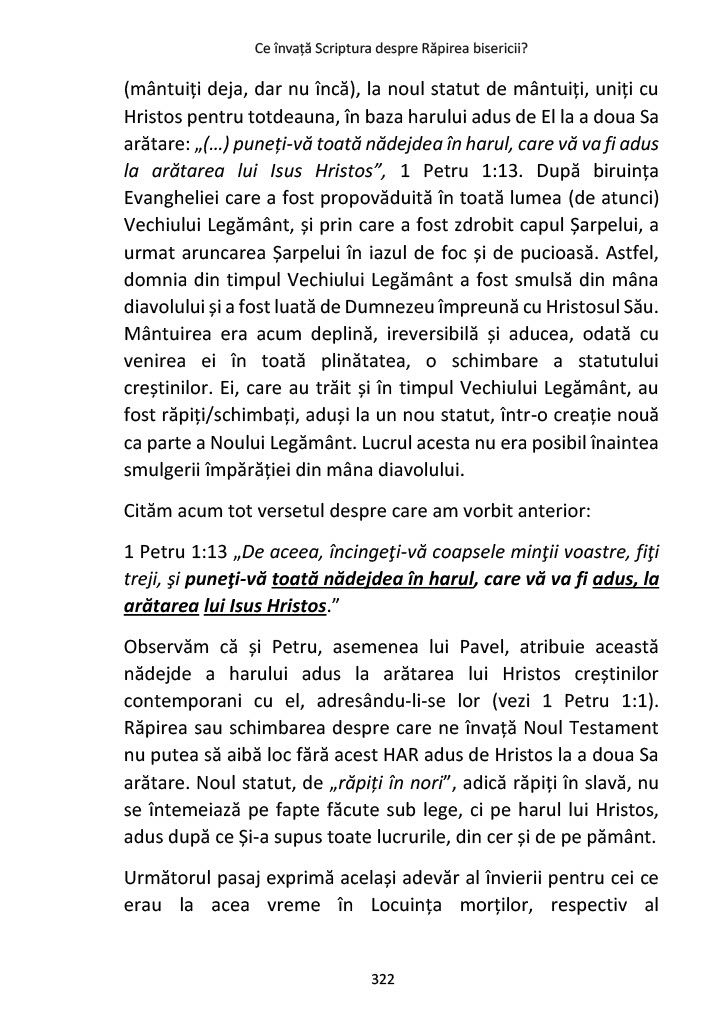 Ce învață Scriptura despre Răpirea bisericii?
(mântuiți deja, dar nu încă), la noul statut de mântuiți, uniți cu
Hristos pentru totdeauna, în baza harului adus de El la a doua Sa
arătare: „(…) puneți-vă toată nădejdea în harul, care vă va fi adus
la arătarea lui Isus Hristos”, 1 Petru 1:13. După biruința
Evangheliei care a fost propovăduită în toată lumea (de atunci)
Vechiului Legământ, și prin care a fost zdrobit capul Șarpelui, a
urmat aruncarea Șarpelui în iazul de foc și de pucioasă. Astfel,
domnia din timpul Vechiului Legământ a fost smulsă din mâna
diavolului și a fost luată de Dumnezeu împreună cu Hristosul Său.
Mântuirea era acum deplină, ireversibilă și aducea, odată cu
venirea ei în toată plinătatea, o schimbare a statutului
creștinilor. Ei, care au trăit și în timpul Vechiului Legământ, au
fost răpiți/schimbați, aduși la un nou statut, într-o creație nouă
ca parte a Noului Legământ. Lucrul acesta nu era posibil înaintea
smulgerii împărăției din mâna diavolului.
Cităm acum tot versetul despre care am vorbit anterior:
1 Petru 1:13 „De aceea, încingeţi-vă coapsele minţii voastre, fiţi
treji, şi puneţi-vă toată nădejdea în harul, care vă va fi adus, la
arătarea lui Isus Hristos.”
Observăm că și Petru, asemenea lui Pavel, atribuie această
nădejde a harului adus la arătarea lui Hristos creștinilor
contemporani cu el, adresându-li-se lor (vezi 1 Petru 1:1).
Răpirea sau schimbarea despre care ne învață Noul Testament
nu putea să aibă loc fără acest HAR adus de Hristos la a doua Sa
arătare. Noul statut, de „răpiți în nori”, adică răpiți în slavă, nu
se întemeiază pe fapte făcute sub lege, ci pe harul lui Hristos,
adus după ce Și-a supus toate lucrurile, din cer și de pe pământ.
Următorul pasaj exprimă același adevăr al învierii pentru cei ce
erau la acea vreme în Locuința morților, respectiv al
322